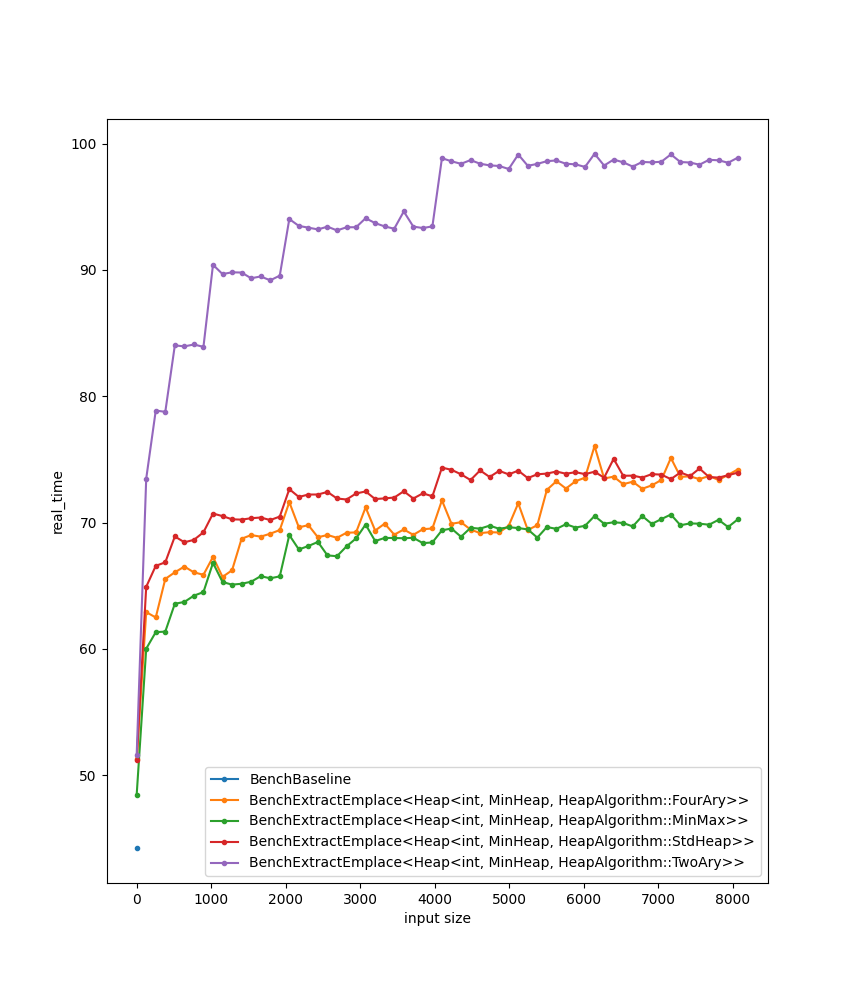 100
90
80
70
60
50
real_time
BenchBaseline
BenchExtractEmplace<Heap<int, MinHeap, HeapAlgorithm::FourAry>>
BenchExtractEmplace<Heap<int, MinHeap, HeapAlgorithm::MinMax>>
BenchExtractEmplace<Heap<int, MinHeap, HeapAlgorithm::StdHeap>>
BenchExtractEmplace<Heap<int, MinHeap, HeapAlgorithm::TwoAry>>
0 1000 2000 3000 4000 5000 6000 7000 8000
input size